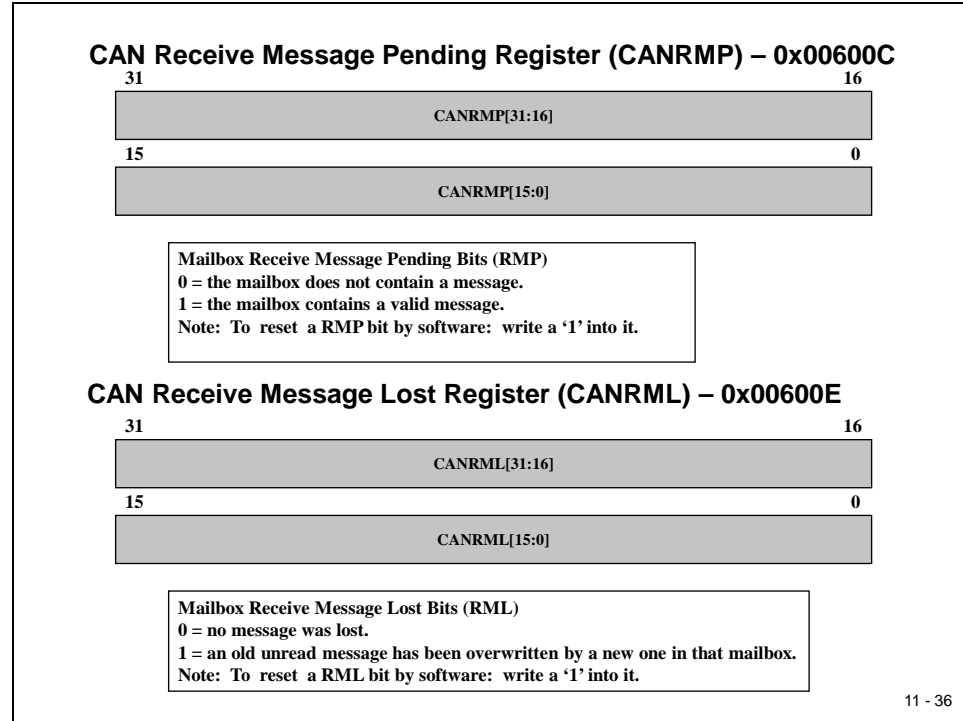 CAN Receive Message Pending Register (CANRMP) – 0x00600C
31 16
CANRMP[31:16]
15 0
CANRMP[15:0]
Mailbox Receive Message Pending Bits (RMP)
0 = the mailbox does not contain a message.
1 = the mailbox contains a valid message.
Note: To reset a RMP bit by software: write a ‘1’ into it.
CAN Receive Message Lost Register (CANRML) – 0x00600E
31 16
CANRML[31:16]
15 0
CANRML[15:0]
Mailbox Receive Message Lost Bits (RML)
0 = no message was lost.
1 = an old unread message has been overwritten by a new one in that mailbox.
Note: To reset a RML bit by software: write a ‘1’ into it.
11 - 36